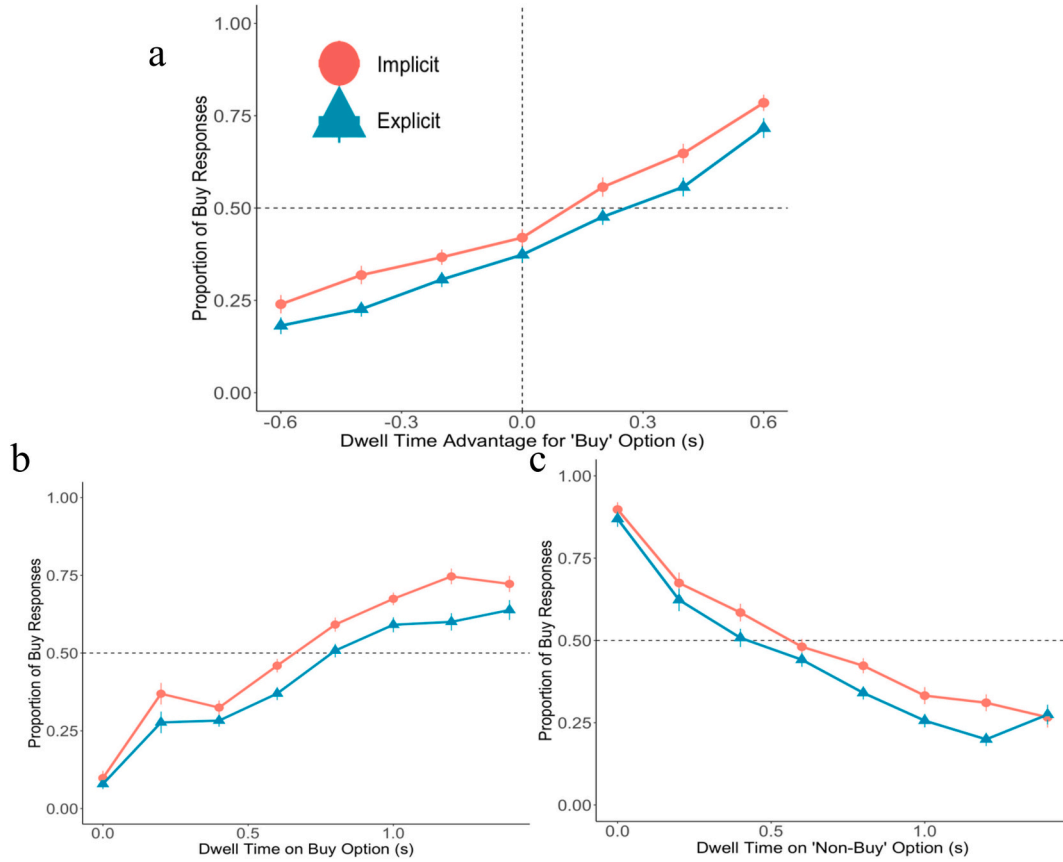 a
1.00
0.75
0.50
0.25
0.00
Proportion of Buy Responses
Implicit
Explicit
-0.6
-0.3
0.0
0.3
0.6
Dwell Time Advantage for 'Buy' Option (s)
b
1.00
0.75
0.50
0.25
0.00
Proportion of Buy Responses
0.0
0.5
1.0
Dwell Time on Buy Option (s)
c
1.00
0.75
0.50
0.25
0.00
Proportion of Buy Responses
0.0
0.5
1.0
Dwell Time on 'Non-Buy' Option (s)